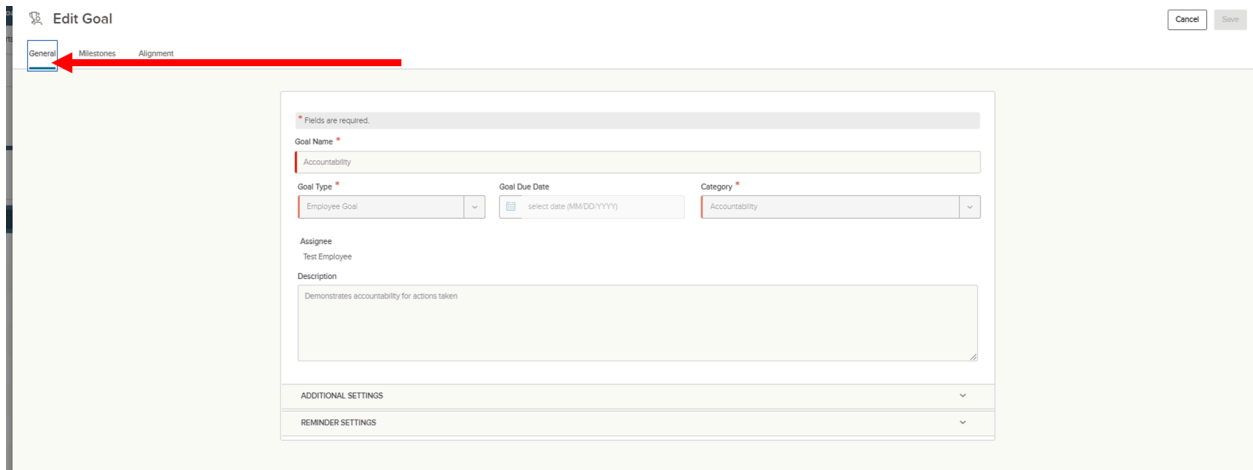 Edit Goal
Cancel Save
General Milestones Alignment
* Fields are required.
Goal Name *
Accountability
Goal Type * Goal Due Date Category *
Employee Goal select date (MM/DD/YYYY) Accountability
Assignee
Test Employee
Description
Demonstrates accountability for actions taken
ADDITIONAL SETTINGS
REMINDER SETTINGS